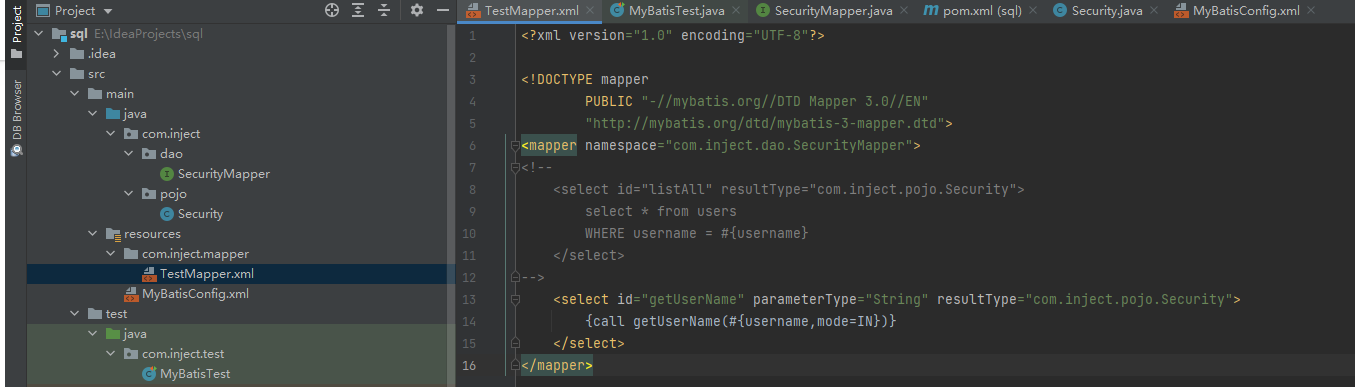 Project
TestMapper.xml
MyBatisTest.java
SecurityMapper.java
pom.xml (sql)
Security.java
MyBatisConfig.xml
Project
DB Browser
sql E:\IdeaProjects\sql
.idea
src
main
java
com.inject
dao
SecurityMapper
pojo
Security
resources
com.inject.mapper
TestMapper.xml
MyBatisConfig.xml
test
java
com.inject.test
MyBatisTest
1 <?xml version="1.0" encoding="UTF-8"?>
2
3 <!DOCTYPE mapper
4 PUBLIC "-//mybatis.org//DTD Mapper 3.0//EN"
5 "http://mybatis.org/dtd/mybatis-3-mapper.dtd">
6 <mapper namespace="com.inject.dao.SecurityMapper">
7 <!--
8 <select id="listAll" resultType="com.inject.pojo.Security">
9 select * from users
10 WHERE username = #{username}
11 </select>
12 -->
13 <select id="getUserName" parameterType="String" resultType="com.inject.pojo.Security">
14 {call getUserName(#{username,mode=IN})}
15 </select>
16 </mapper>